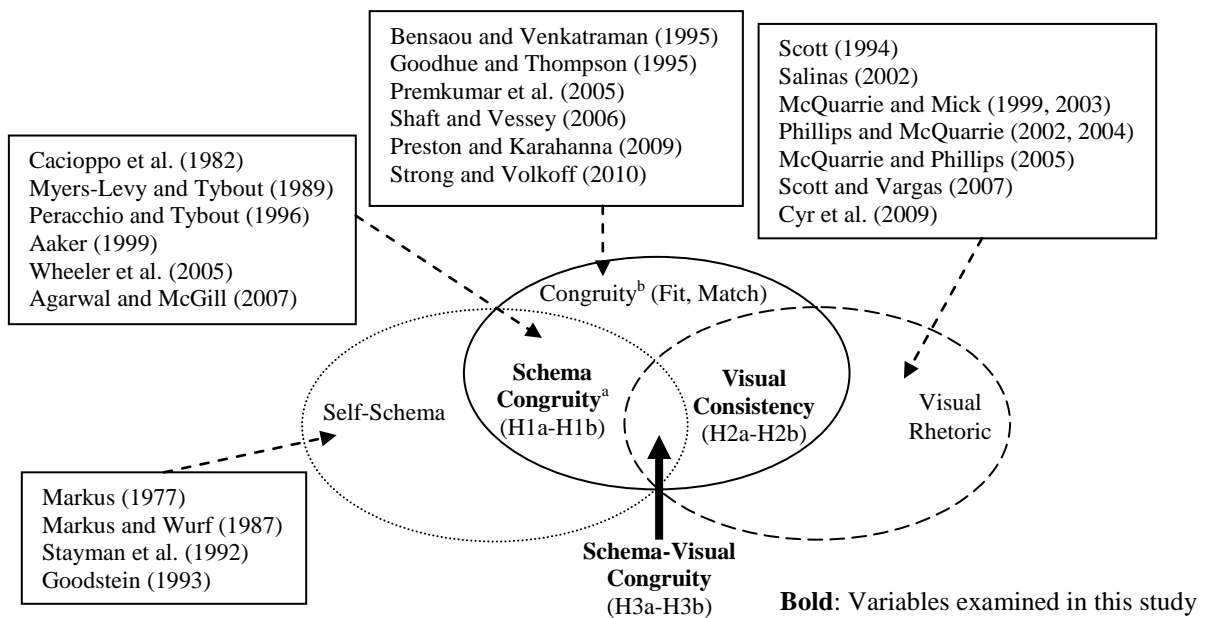 Bensaou and Venkatraman (1995)
Goodhue and Thompson (1995)
Premkumar et al. (2005)
Shaft and Vessey (2006)
Preston and Karahanna (2009)
Strong and Volkoff (2010)
Scott (1994)
Salinas (2002)
McQuarrie and Mick (1999, 2003)
Phillips and McQuarrie (2002, 2004)
McQuarrie and Phillips (2005)
Scott and Vargas (2007)
Cyr et al. (2009)
Cacioppo et al. (1982)
Myers-Levy and Tybout (1989)
Peracchio and Tybout (1996)
Aaker (1999)
Wheeler et al. (2005)
Agarwal and McGill (2007)
Congruityb (Fit, Match)
Self-Schema
Schema
Congruitya
(H1a-H1b)
Visual
Consistency
(H2a-H2b)
Visual
Rhetoric
Markus (1977)
Markus and Wurf (1987)
Stayman et al. (1992)
Goodstein (1993)
Schema-Visual
Congruity
(H3a-H3b)
Bold: Variables examined in this study